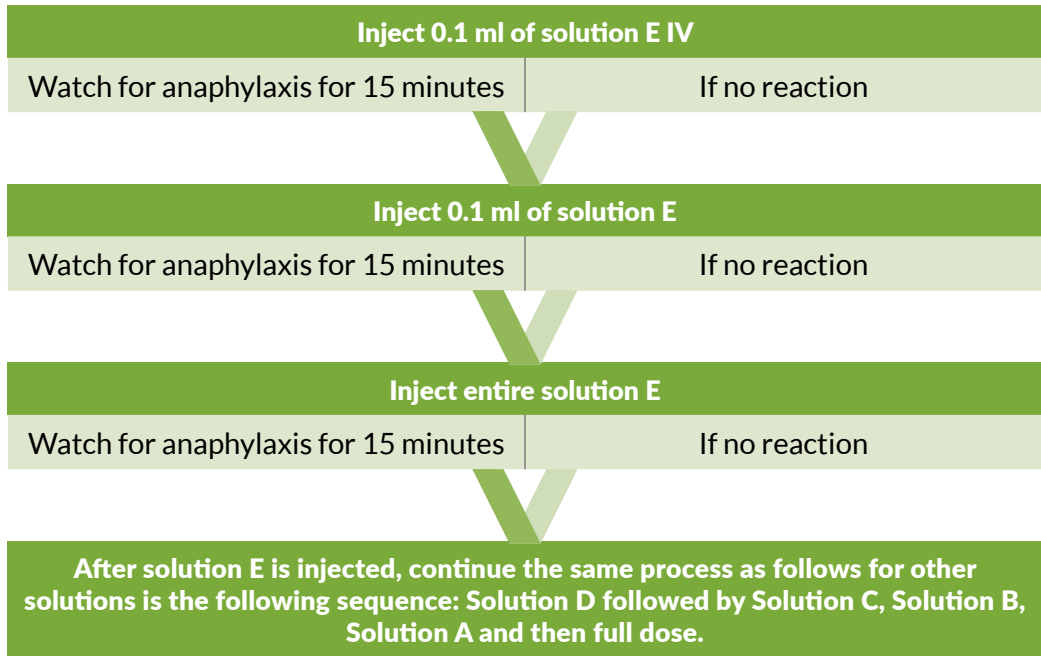 Inject 0.1 ml of solution E IV
Watch for anaphylaxis for 15 minutes
If no reaction
Inject 0.1 ml of solution E
Watch for anaphylaxis for 15 minutes
If no reaction
Inject entire solution E
Watch for anaphylaxis for 15 minutes
If no reaction
After solution E is injected, continue the same process as follows for other
solutions is the following sequence: Solution D followed by Solution C, Solution B,
Solution A and then full dose.